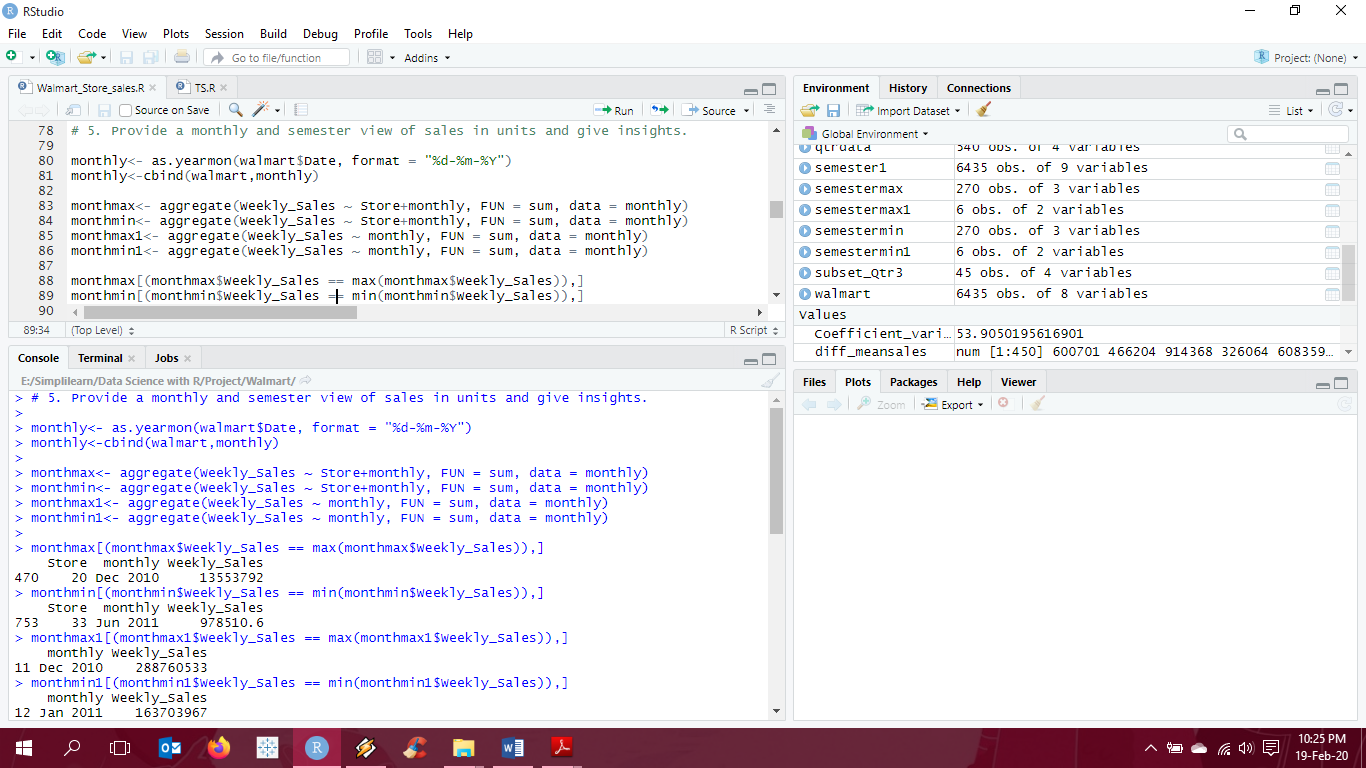 RStudio
File Edit Code View Plots Session Build Debug Profile Tools Help
Go to file/function Addins Project: (None)
Walmart_Store_sales.R TS.R
Source on Save Run Source
78 # 5. Provide a monthly and semester view of sales in units and give insights.
79
80 monthly<- as.yearmon(walmart$Date, format = "%d-%m-%Y")
81 monthly<-cbind(walmart,monthly)
82
83 monthmax<- aggregate(Weekly_Sales ~ Store+monthly, FUN = sum, data = monthly)
84 monthmin<- aggregate(Weekly_Sales ~ Store+monthly, FUN = sum, data = monthly)
85 monthmax1<- aggregate(Weekly_Sales ~ monthly, FUN = sum, data = monthly)
86 monthmin1<- aggregate(Weekly_Sales ~ monthly, FUN = sum, data = monthly)
87
88 monthmax[(monthmax$Weekly_Sales == max(monthmax$Weekly_Sales)),]
89 monthmin[(monthmin$Weekly_Sales == min(monthmin$Weekly_Sales)),]
90
89:34 (Top Level) R Script
Console Terminal Jobs
E:/Simplilearn/Data Science with R/Project/Walmart/
> # 5. Provide a monthly and semester view of sales in units and give insights.
>
> monthly<- as.yearmon(walmart$Date, format = "%d-%m-%Y")
> monthly<-cbind(walmart,monthly)
>
> monthmax<- aggregate(Weekly_Sales ~ Store+monthly, FUN = sum, data = monthly)
> monthmin<- aggregate(Weekly_Sales ~ Store+monthly, FUN = sum, data = monthly)
> monthmax1<- aggregate(Weekly_Sales ~ monthly, FUN = sum, data = monthly)
> monthmin1<- aggregate(Weekly_Sales ~ monthly, FUN = sum, data = monthly)
>
> monthmax[(monthmax$Weekly_Sales == max(monthmax$Weekly_Sales)),]
Store monthly Weekly_Sales
470 20 Dec 2010 13553792
> monthmin[(monthmin$Weekly_Sales == min(monthmin$Weekly_Sales)),]
Store monthly Weekly_Sales
753 33 Jun 2011 978510.6
> monthmax1[(monthmax1$Weekly_Sales == max(monthmax1$Weekly_Sales)),]
monthly Weekly_Sales
11 Dec 2010 288760533
> monthmin1[(monthmin1$Weekly_Sales == min(monthmin1$Weekly_Sales)),]
monthly Weekly_Sales
12 Jan 2011 163703967
Environment History Connections
Import Dataset List
Global Environment
qtrdata 540 obs. of 4 variables
semester1 6435 obs. of 9 variables
semestermax 270 obs. of 3 variables
semestermax1 6 obs. of 2 variables
semestermin 270 obs. of 3 variables
semestermin1 6 obs. of 2 variables
subset_Qtr3 45 obs. of 4 variables
walmart 6435 obs. of 8 variables
Values
Coefficient_vari… 53.9050195616901
diff_meansales num [1:450] 600701 466204 914368 326064 608359…
Files Plots Packages Help Viewer
Zoom Export
10:25 PM
19-Feb-20